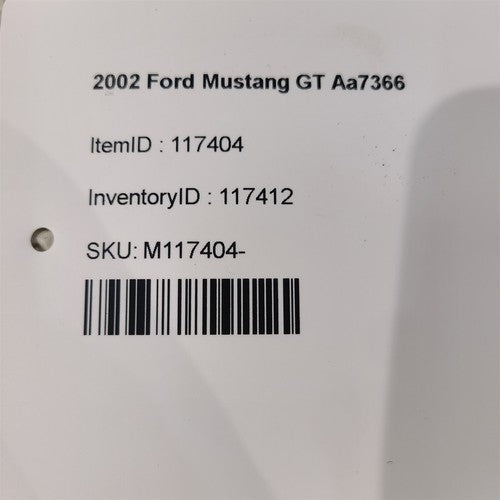 2002 Ford Mustang GT Aa7366
ItemID : 117404
InventoryID : 117412
SKU: M117404-